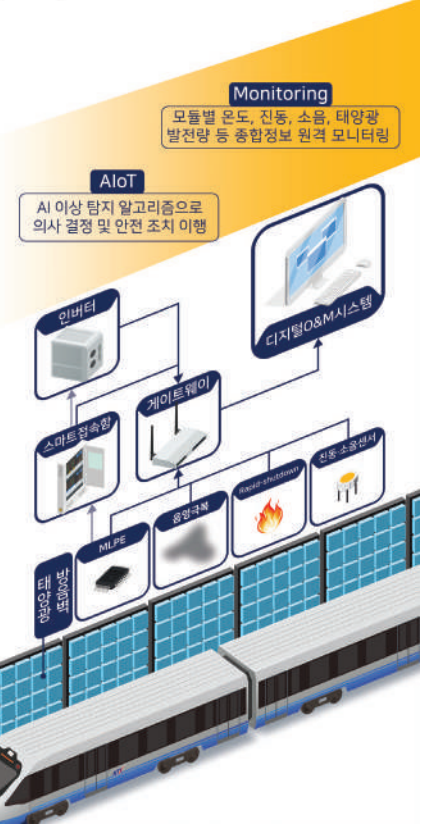 Monitoring
모듈별 온도, 진동, 소음, 태양광
발전량 등 종합정보 원격 모니터링
AIoT
AI 이상 탐지 알고리즘으로
의사 결정 및 안전 조치 이행
인버터
디지털O&M시스템
게이트웨이
스마트접속함
진동·소음센서
Rapid-shutdown
음영극복
MLPE
태양광
방음벽